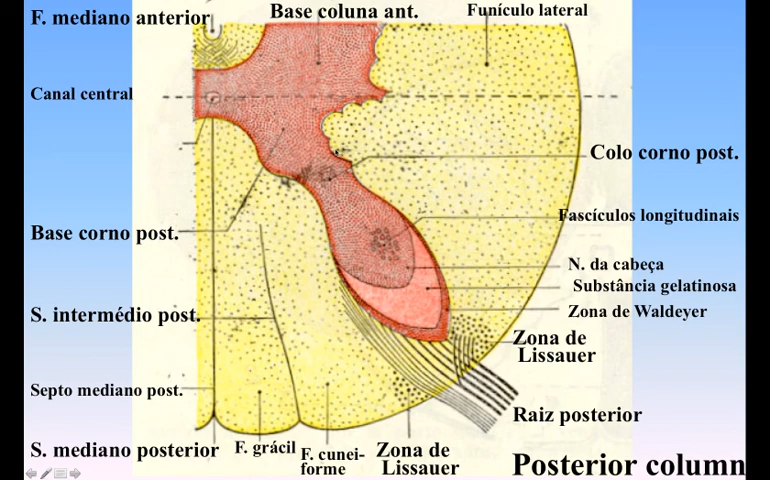 F. mediano anterior
Base coluna ant.
Funículo lateral
Canal central
Colo corno post.
Fascículos longitudinais
Base corno post.
N. da cabeça
Substância gelatinosa
Zona de Waldeyer
S. intermédio post.
Zona de
Lissauer
Septo mediano post.
Raiz posterior
S. mediano posterior
F. grácil
F. cunei-
forme
Zona de
Lissauer
Posterior column